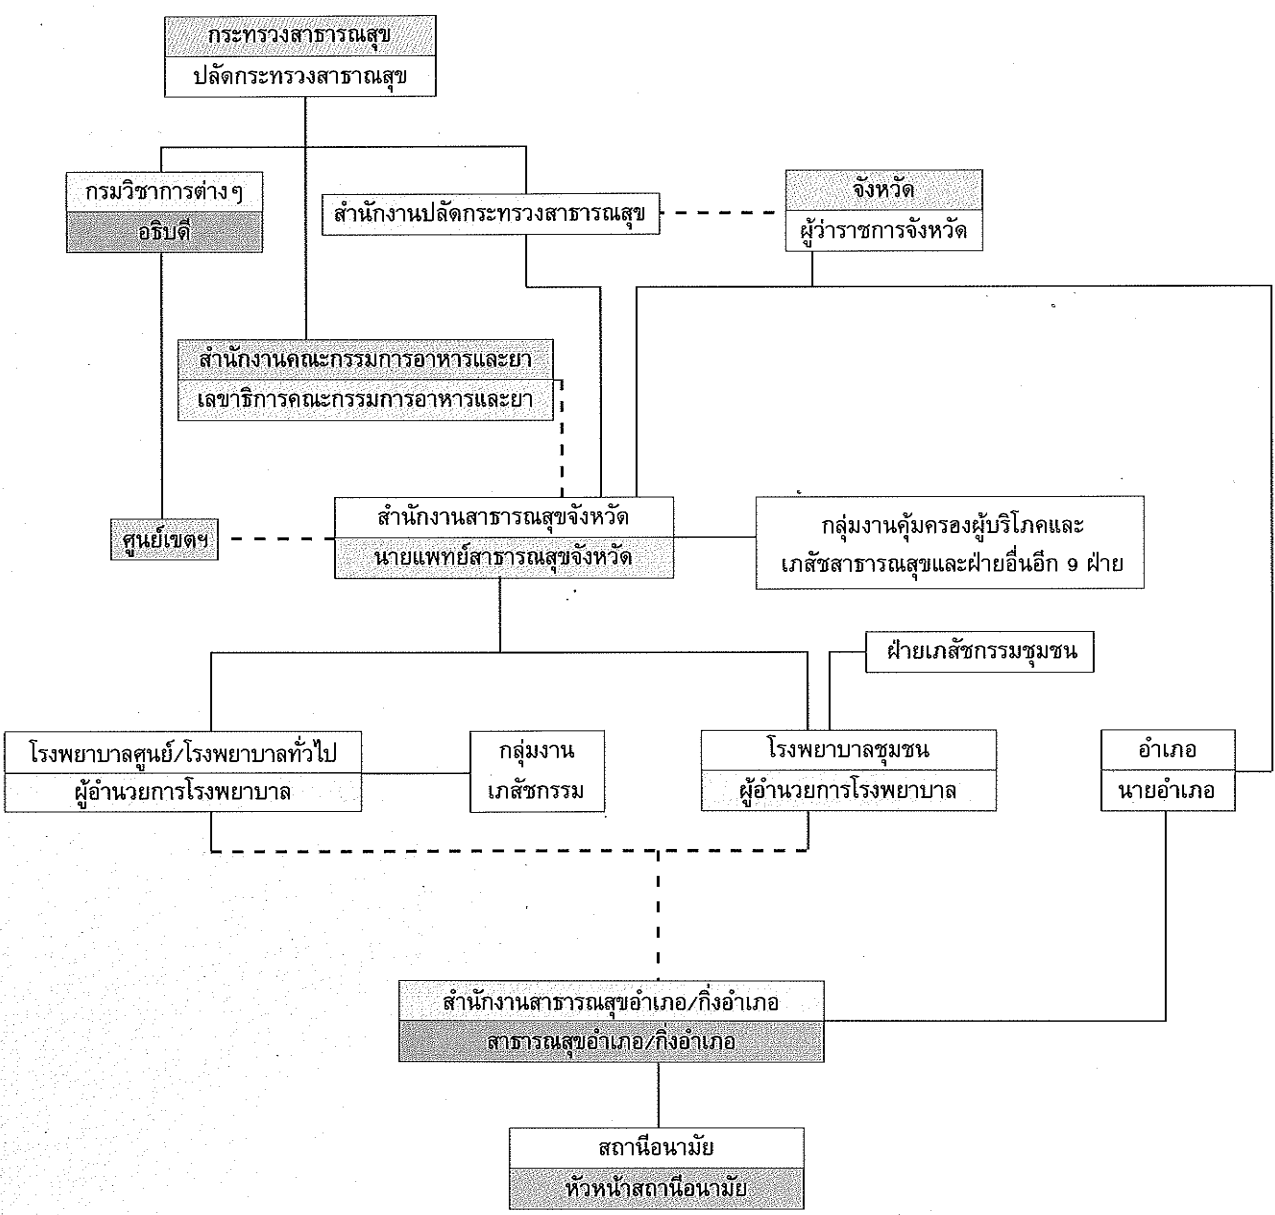 กระทรวงสาธารณสุข
ปลัดกระทรวงสาธาณสุข
กรมวิชาการต่างๆ
อธิบดี
สำนักงานปลัดกระทรวงสาธารณสุข
จังหวัด
ผู้ว่าราชการจังหวัด
สำนักงานคณะกรรมการอาหารและยา
เลขาธิการคณะกรรมการอาหารและยา
ศูนย์เขตฯ
สำนักงานสาธารณสุขจังหวัด
นายแพทย์สาธารณสุขจังหวัด
กลุ่มงานคุ้มครองผู้บริโภคและ
เภสัชสาธารณสุขและฝ่ายอื่นอีก 9 ฝ่าย
ฝ่ายเภสัชกรรมชุมชน
โรงพยาบาลศูนย์/โรงพยาบาลทั่วไป
ผู้อำนวยการโรงพยาบาล
กลุ่มงาน
เภสัชกรรม
โรงพยาบาลชุมชน
ผู้อำนวยการโรงพยาบาล
อำเภอ
นายอำเภอ
สำนักงานสาธารณสุขอำเภอ/กิ่งอำเภอ
สาธารณสุขอำเภอ/กิ่งอำเภอ
สถานีอนามัย
หัวหน้าสถานีอนามัย